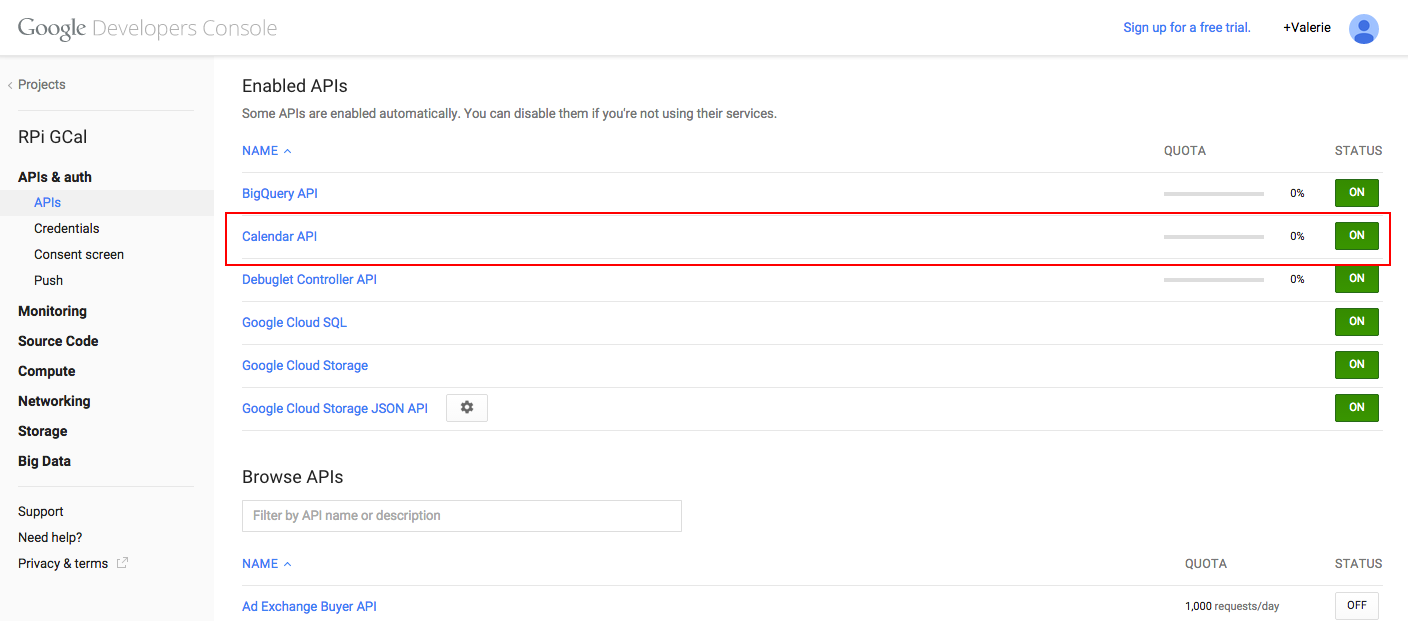 Google Developers Console
Sign up for a free trial. +Valerie
Projects
RPi GCal
APIs & auth
APIs
Credentials
Consent screen
Push
Monitoring
Source Code
Compute
Networking
Storage
Big Data
Support
Need help?
Privacy & terms
Enabled APIs
Some APIs are enabled automatically. You can disable them if you're not using their services.
NAME QUOTA STATUS
BigQuery API 0% ON
Calendar API 0% ON
Debuglet Controller API 0% ON
Google Cloud SQL ON
Google Cloud Storage ON
Google Cloud Storage JSON API ON
Browse APIs
Filter by API name or description
NAME QUOTA STATUS
Ad Exchange Buyer API 1,000 requests/day OFF